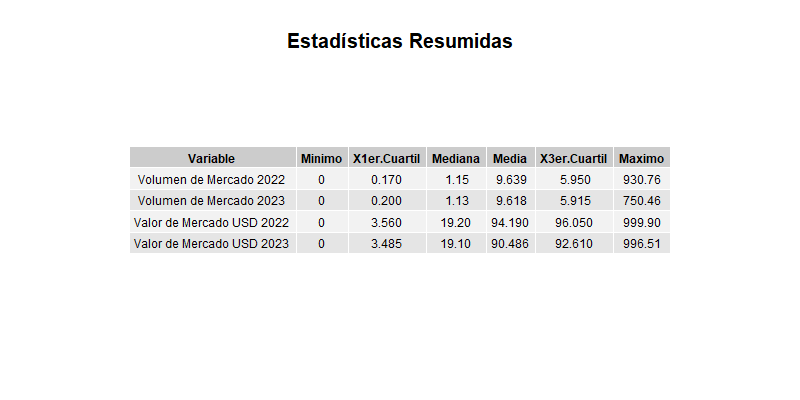 Estadísticas Resumidas
Variable Minimo X1er.Cuartil Mediana Media X3er.Cuartil Maximo
Volumen de Mercado 2022 0 0.170 1.15 9.639 5.950 930.76
Volumen de Mercado 2023 0 0.200 1.13 9.618 5.915 750.46
Valor de Mercado USD 2022 0 3.560 19.20 94.190 96.050 999.90
Valor de Mercado USD 2023 0 3.485 19.10 90.486 92.610 996.51